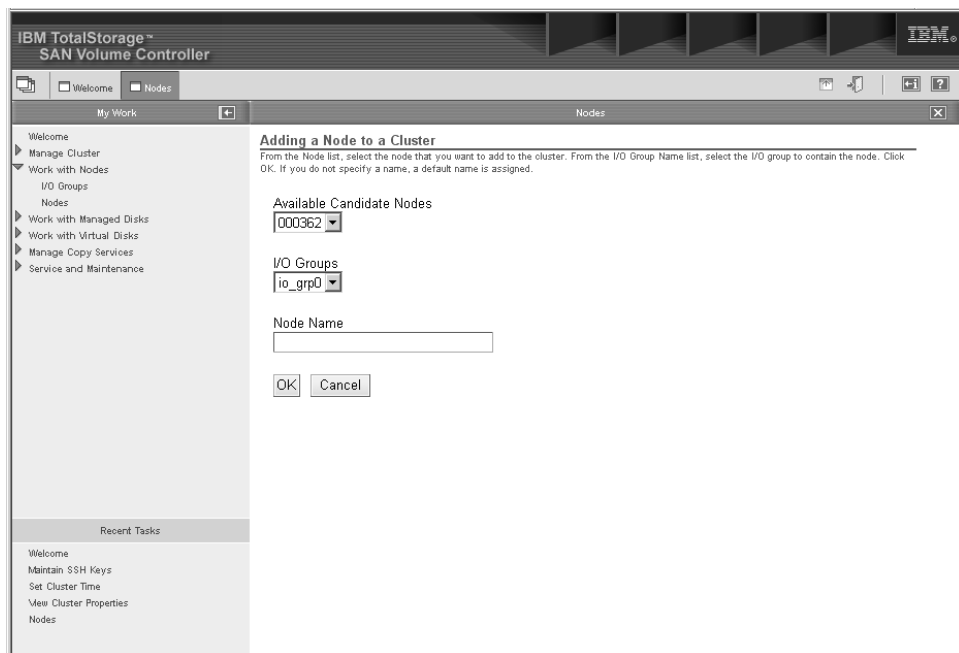 IBM TotalStorage™
SAN Volume Controller
IBM®
Welcome
Nodes
My Work
Nodes
Welcome
Manage Cluster
Work with Nodes
I/O Groups
Nodes
Work with Managed Disks
Work with Virtual Disks
Manage Copy Services
Service and Maintenance
Recent Tasks
Welcome
Maintain SSH Keys
Set Cluster Time
View Cluster Properties
Nodes
Adding a Node to a Cluster
From the Node list, select the node that you want to add to the cluster. From the I/O Group Name list, select the I/O group to contain the node. Click
OK. If you do not specify a name, a default name is assigned.
Available Candidate Nodes
000362
I/O Groups
io_grp0
Node Name
OK Cancel